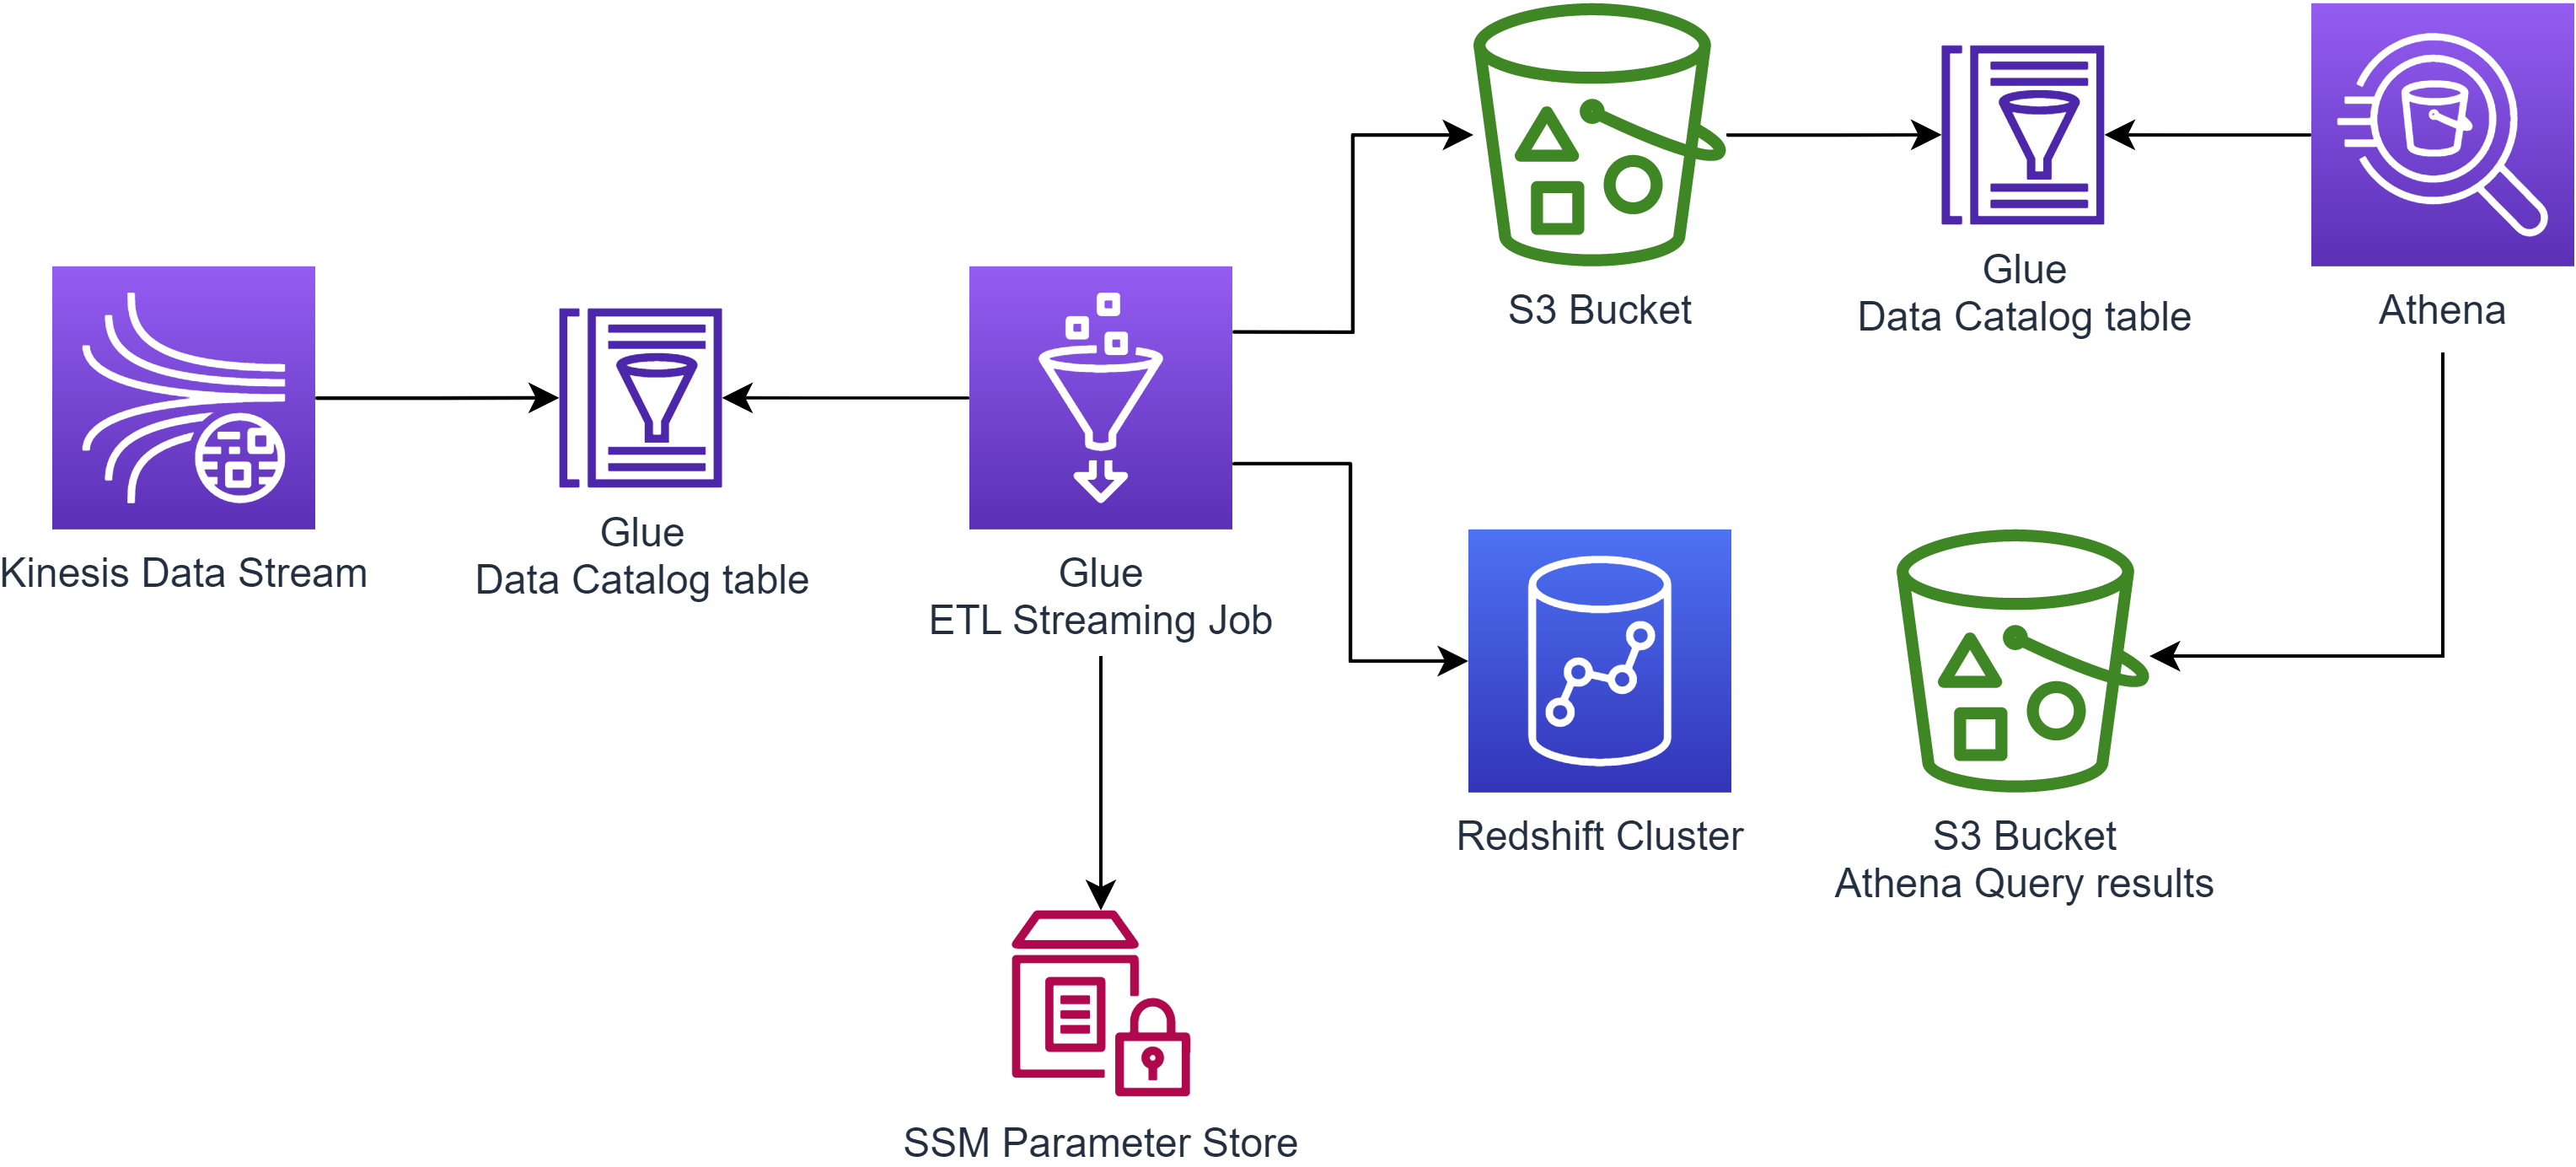 S3 Bucket
Glue
Data Catalog table
Athena
Kinesis Data Stream
Glue
Data Catalog table
Glue
ETL Streaming Job
Redshift Cluster
S3 Bucket
Athena Query results
SSM Parameter Store